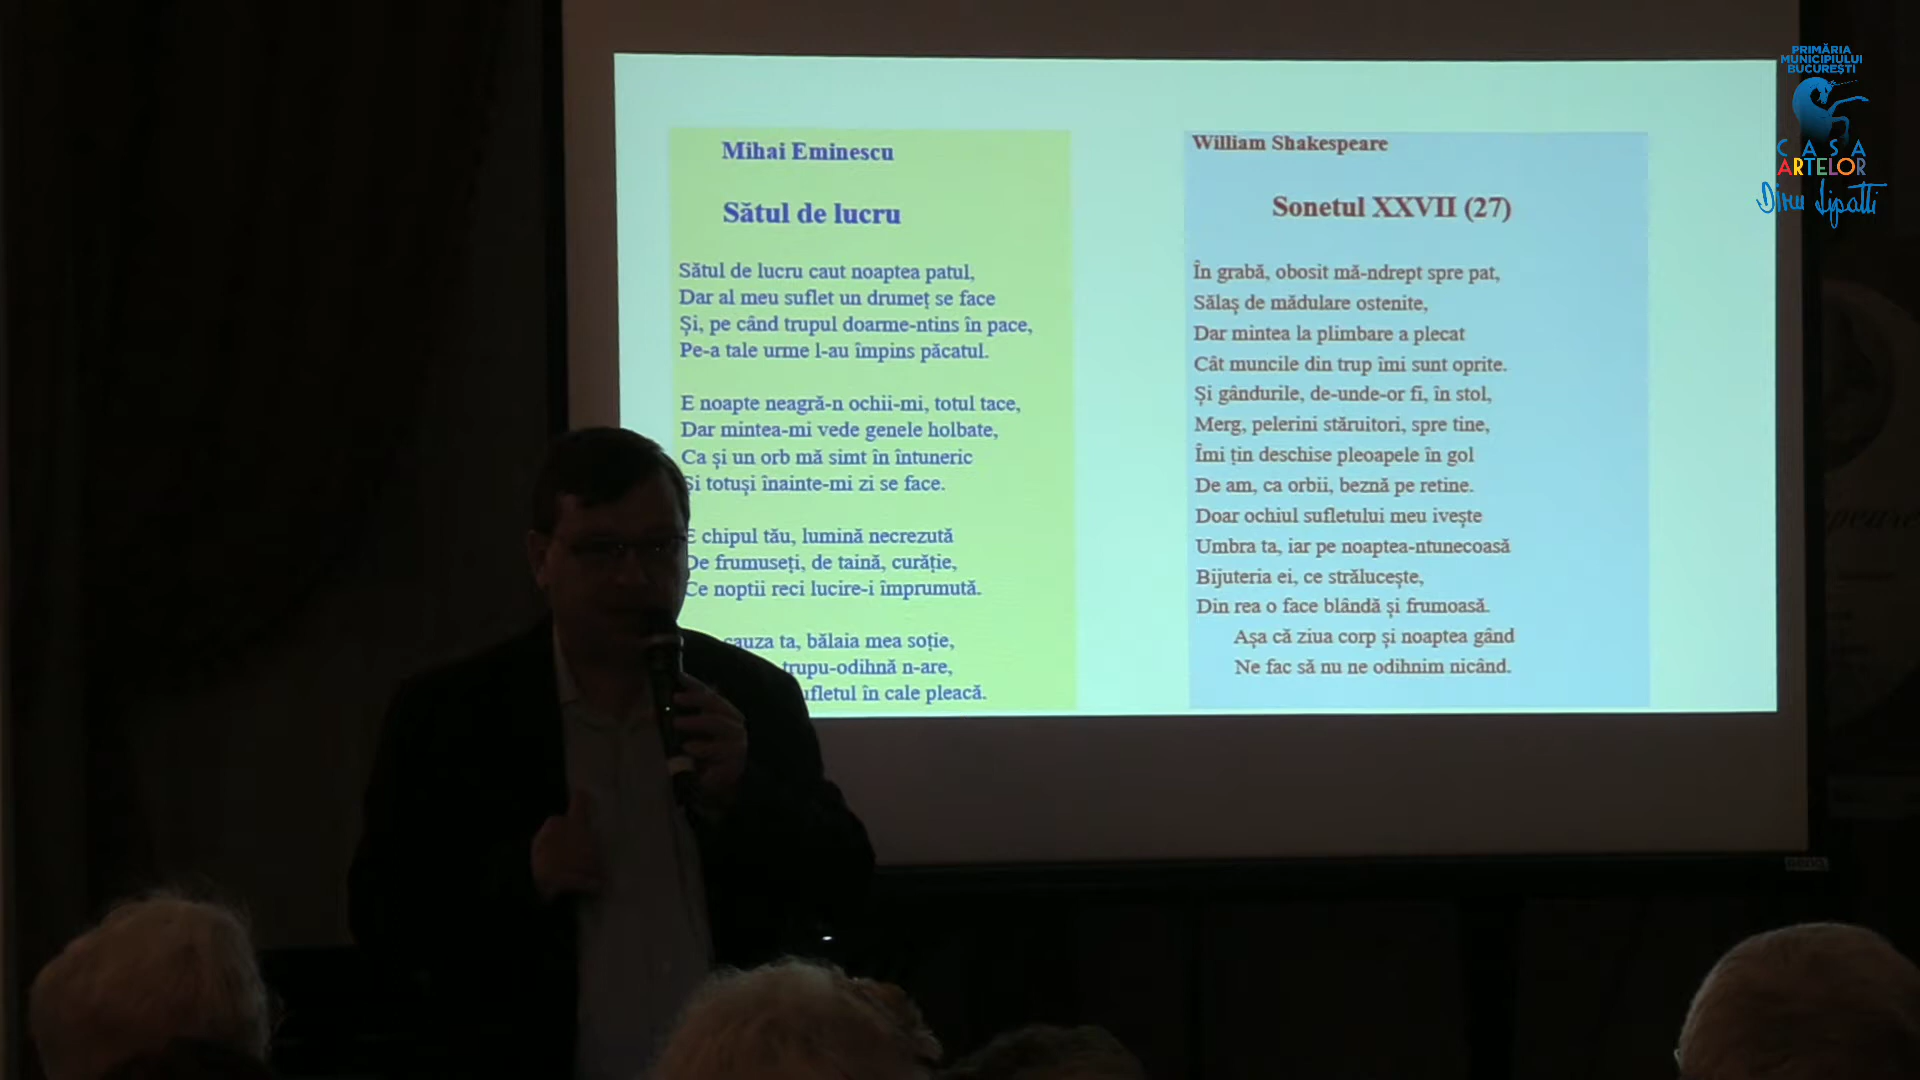 Mihai Eminescu
Sătul de lucru
Sătul de lucru caut noaptea patul,
Dar al meu suflet un drumeț se face
Și, pe când trupul doarme-ntins în pace,
Pe-a tale urme l-au împins păcatul.
E noapte neagră-n ochii-mi, totul tace,
Dar mintea-mi vede genele holbate,
Ca și un orb mă simt în întuneric
Și totuși înainte-mi zi se face.
E chipul tău, lumină necrezută
De frumuseți, de taină, curăție,
Ce noptii reci lucire-i împrumută.
cauza ta, bălaia mea soție,
trupu-odihnă n-are,
în cale pleacă.
William Shakespeare
Sonetul XXVII (27)
În grabă, obosit mă-ndrept spre pat,
Sălaş de mădulare ostenite,
Dar mintea la plimbare a plecat
Cât muncile din trup îmi sunt oprite.
Și gândurile, de-unde-or fi, în stol,
Merg, pelerini stăruitori, spre tine,
Îmi țin deschise pleoapele în gol
De am, ca orbii, beznă pe retine.
Doar ochiul sufletului meu ivește
Umbra ta, iar pe noaptea-ntunecoasă
Bijuteria ei, ce strălucește,
Din rea o face blândă și frumoasă.
Așa că ziua corp și noaptea gând
Ne fac să nu ne odihnim nicând.
PRIMĂRIA
MUNICIPIULUI
BUCUREȘTI
CASA
ARTELOR
Dinu Lipatti